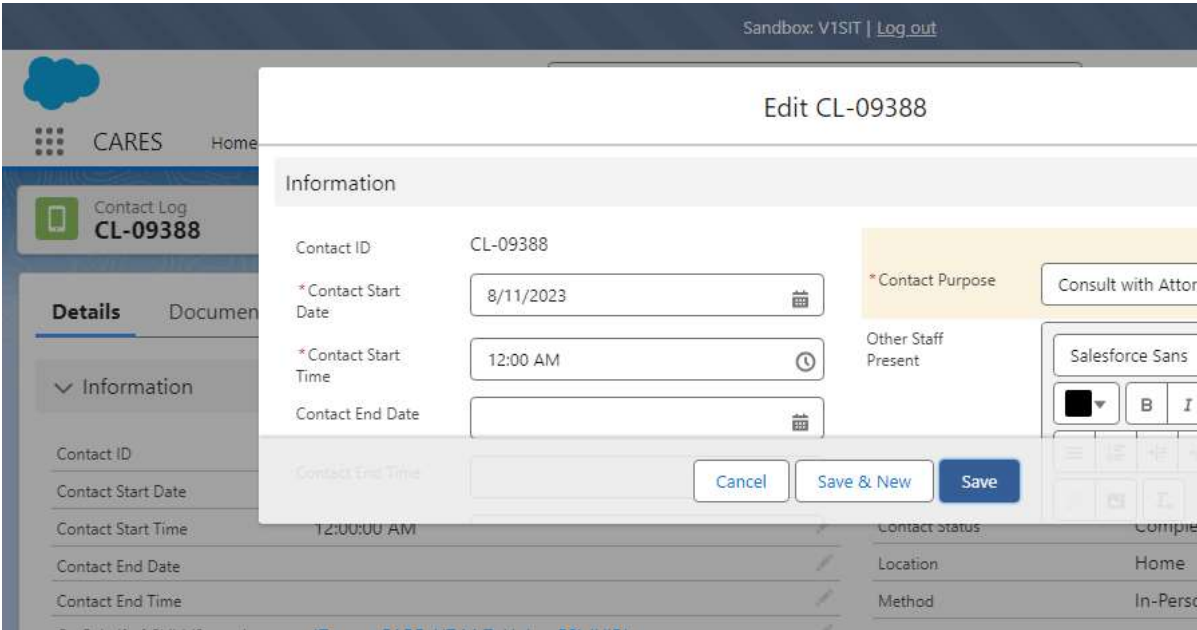 Sandbox: V1SIT | Log out
Edit CL-09388
CARES Home
Information
Contact Log
CL-09388
Contact ID CL-09388
*Contact Purpose Consult with Attor
*Contact Start
Date
8/11/2023
Details Documen
Other Staff
Present
Salesforce Sans
*Contact Start
Time
12:00 AM
Information
B I
Contact End Date
Contact ID
Contact End Time
Cancel Save & New Save
Contact Start Date
Contact Start Time 12:00:00 AM
Contact Status Comple
Contact End Date
Location Home
Contact End Time
Method In-Perso